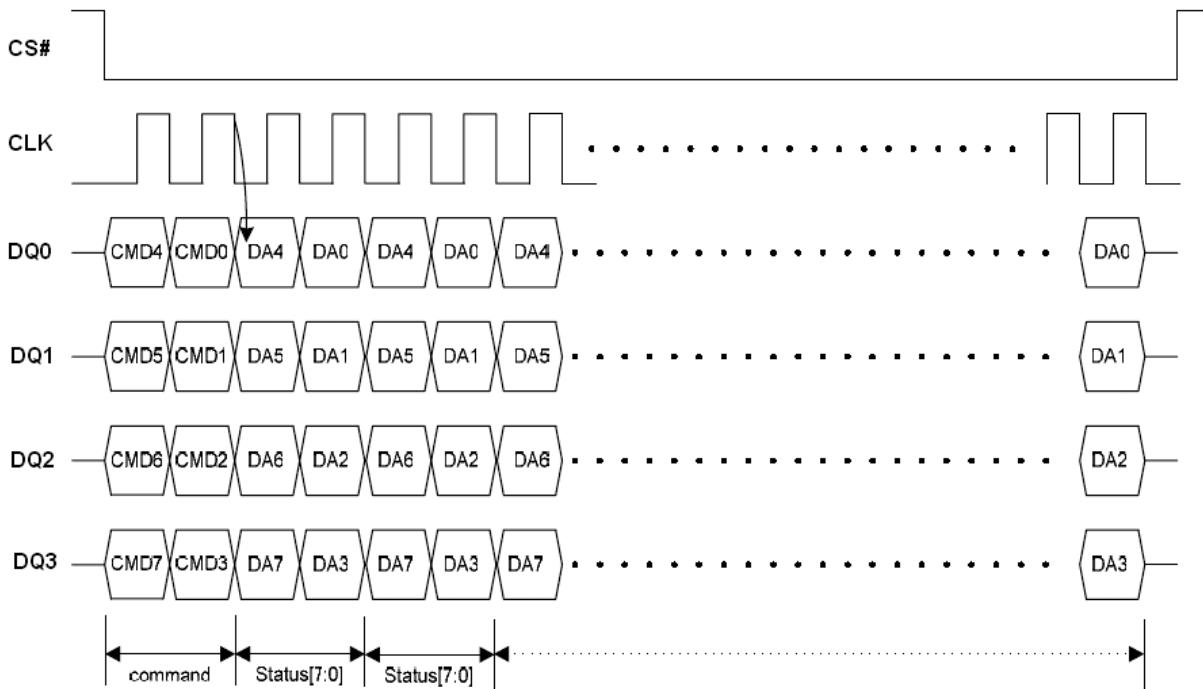 CS#
CLK
DQ0 CMD4 CMD0 DA4 DA0 DA4 DA0 DA4 DA0
DQ1 CMD5 CMD1 DA5 DA1 DA5 DA1 DA5 DA1
DQ2 CMD6 CMD2 DA6 DA2 DA6 DA2 DA6 DA2
DQ3 CMD7 CMD3 DA7 DA3 DA7 DA3 DA7 DA3
command Status[7:0] Status[7:0]